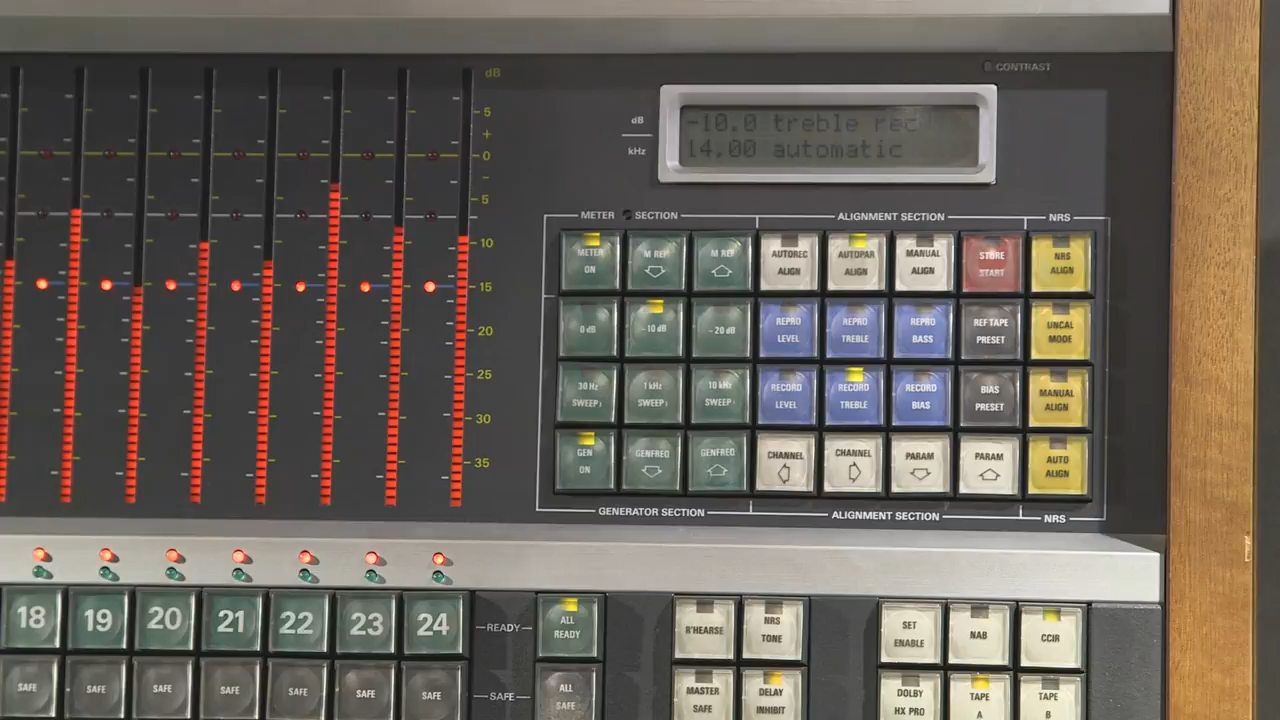 CONTRAST
dB
5
+
0
5
10
15
20
25
30
35
dB
kHz
-10.0 treble rec
14.00 automatic
METER SECTION
ALIGNMENT SECTION
NRS
METER ON
M REP
M REP
AUTOREC ALIGN
AUTOPAR ALIGN
MANUAL ALIGN
STORE START
NRS ALIGN
0 dB
-10 dB
-20 dB
REPRO LEVEL
REPRO TREBLE
REPRO BASS
REF TAPE PRESET
UNCAL MODE
30 Hz SWEEP
1 kHz SWEEP
10 kHz SWEEP
RECORD LEVEL
RECORD TREBLE
RECORD BIAS
BIAS PRESET
MANUAL ALIGN
GEN ON
GENFREQ
GENFREQ
CHANNEL
CHANNEL
PARAM
PARAM
AUTO ALIGN
GENERATOR SECTION
ALIGNMENT SECTION
NRS
18
19
20
21
22
23
24
READY
ALL READY
R'HEARSE
NRS TONE
SET ENABLE
NAB
CCIR
SAFE
SAFE
SAFE
SAFE
SAFE
SAFE
SAFE
SAFE
ALL SAFE
MASTER SAFE
DELAY INHIBIT
DOLBY HX PRO
TAPE A
TAPE B